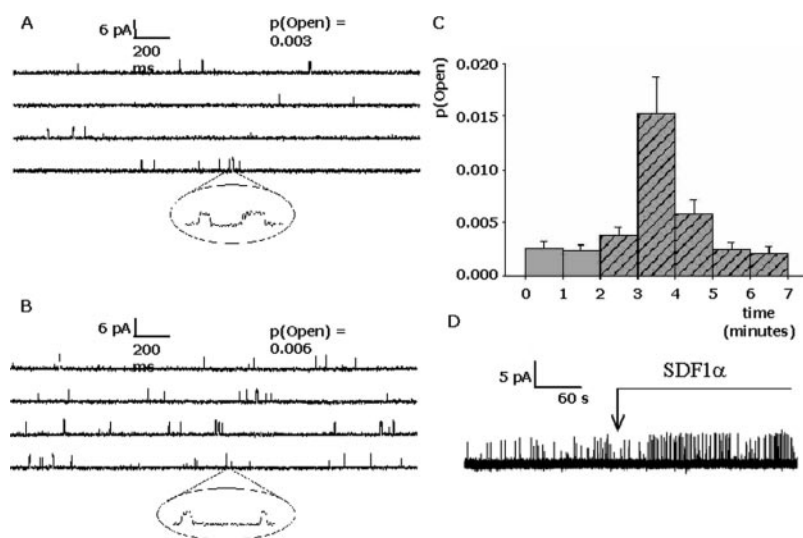 A
6 pA
200
ms
p(Open) =
0.003
B
6 pA
200
ms
p(Open) =
0.006
C
p(Open)
0.020
0.015
0.010
0.005
0.000
0 1 2 3 4 5 6 7
time
(minutes)
D
5 pA
60 s
SDF1α